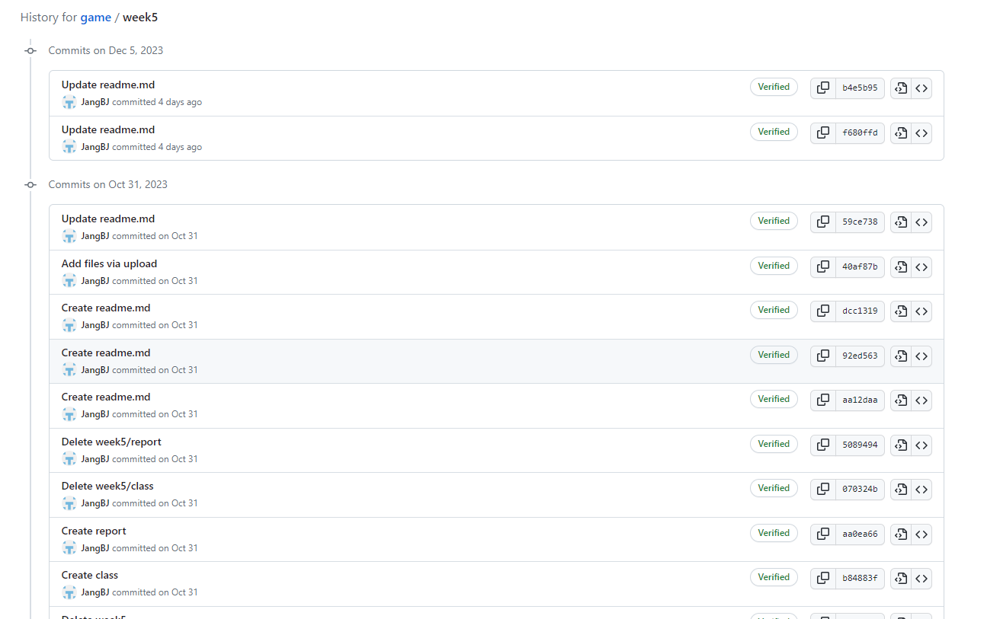 History for game / week5
Commits on Dec 5, 2023
Update readme.md
Verified
b4e5b95
JangBJ committed 4 days ago
Update readme.md
Verified
f680ffd
JangBJ committed 4 days ago
Commits on Oct 31, 2023
Update readme.md
Verified
59ce738
JangBJ committed on Oct 31
Add files via upload
Verified
40af87b
JangBJ committed on Oct 31
Create readme.md
Verified
dcc1319
JangBJ committed on Oct 31
Create readme.md
Verified
92ed563
JangBJ committed on Oct 31
Create readme.md
Verified
aa12daa
JangBJ committed on Oct 31
Delete week5/report
Verified
5089494
JangBJ committed on Oct 31
Delete week5/class
Verified
070324b
JangBJ committed on Oct 31
Create report
Verified
aa0ea66
JangBJ committed on Oct 31
Create class
Verified
b84883f
JangBJ committed on Oct 31
Delete week5